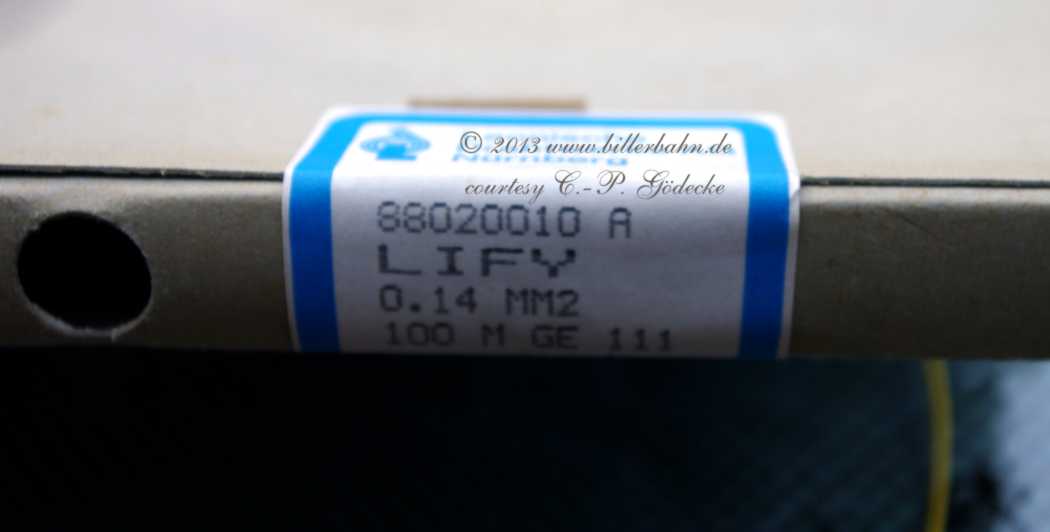 © 2013 www.billerbahn.de
Nürnberg
courtesy C.-P. Gödecke
88020010 A
LIFY
0.14 MM2
100 M GE 111